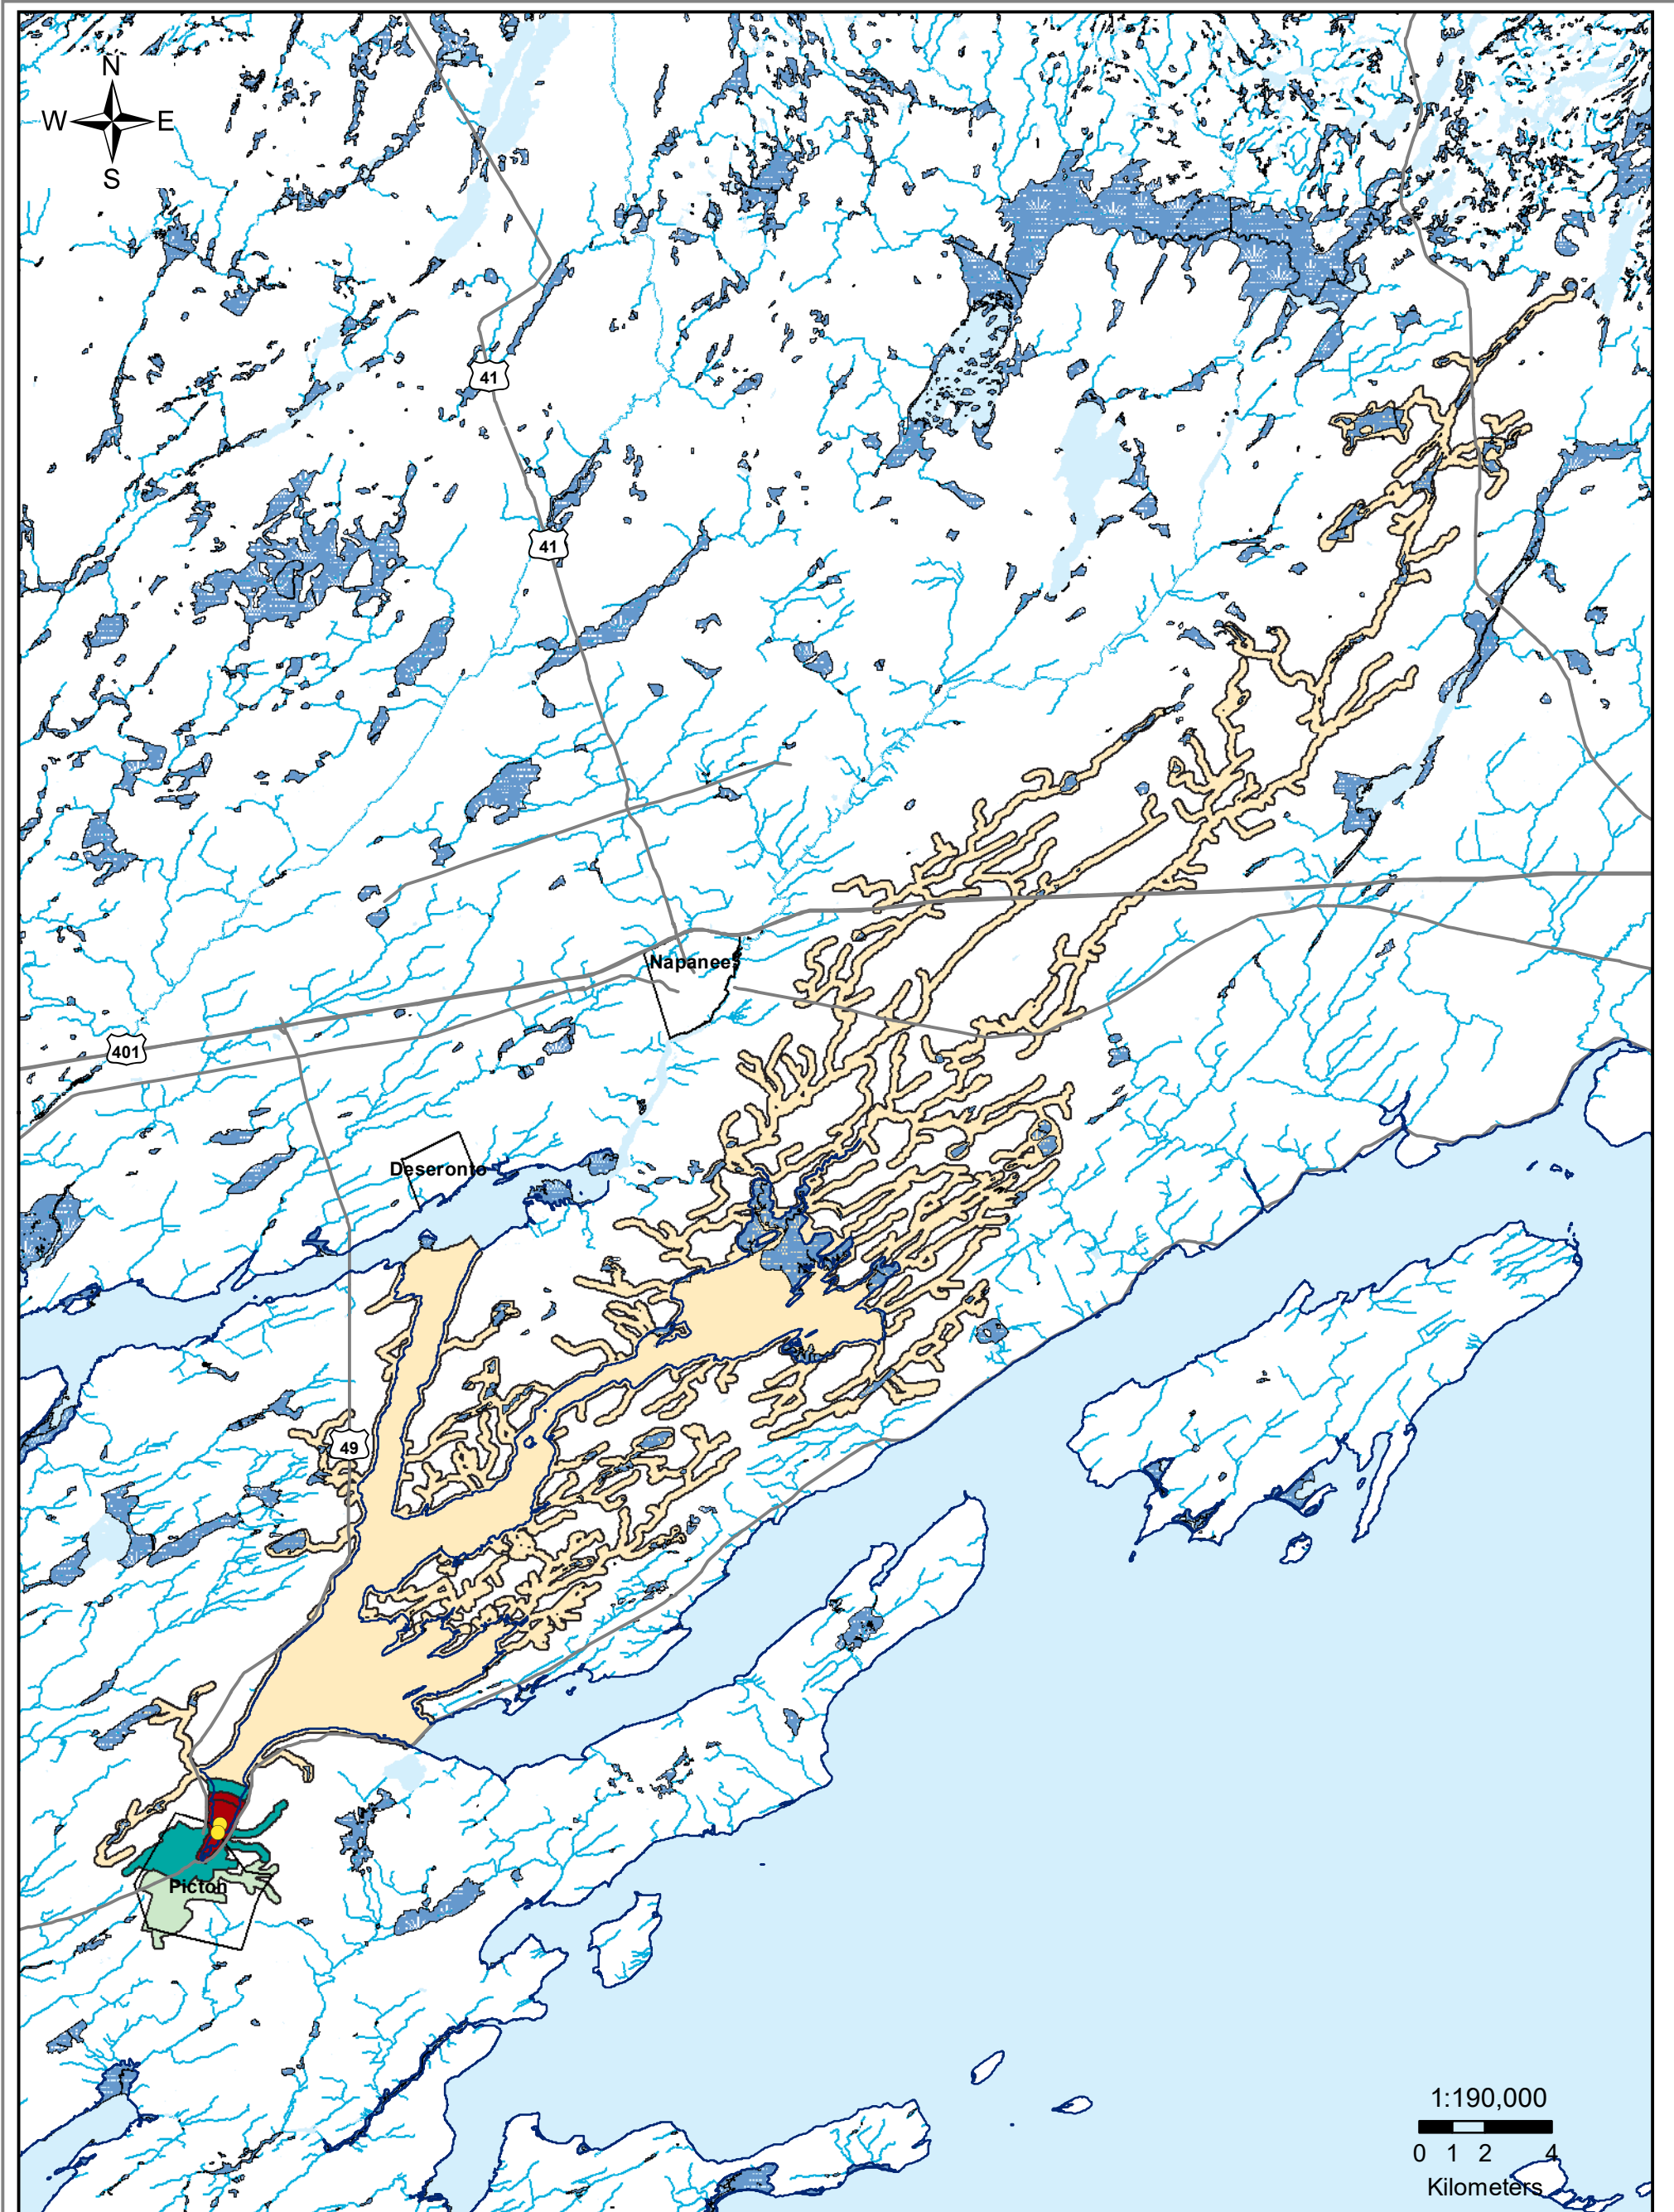 N
W E
S
41
41
Napanee
401
Deseronto
49
Picton
1:190,000
0 1 2 4
Kilometers